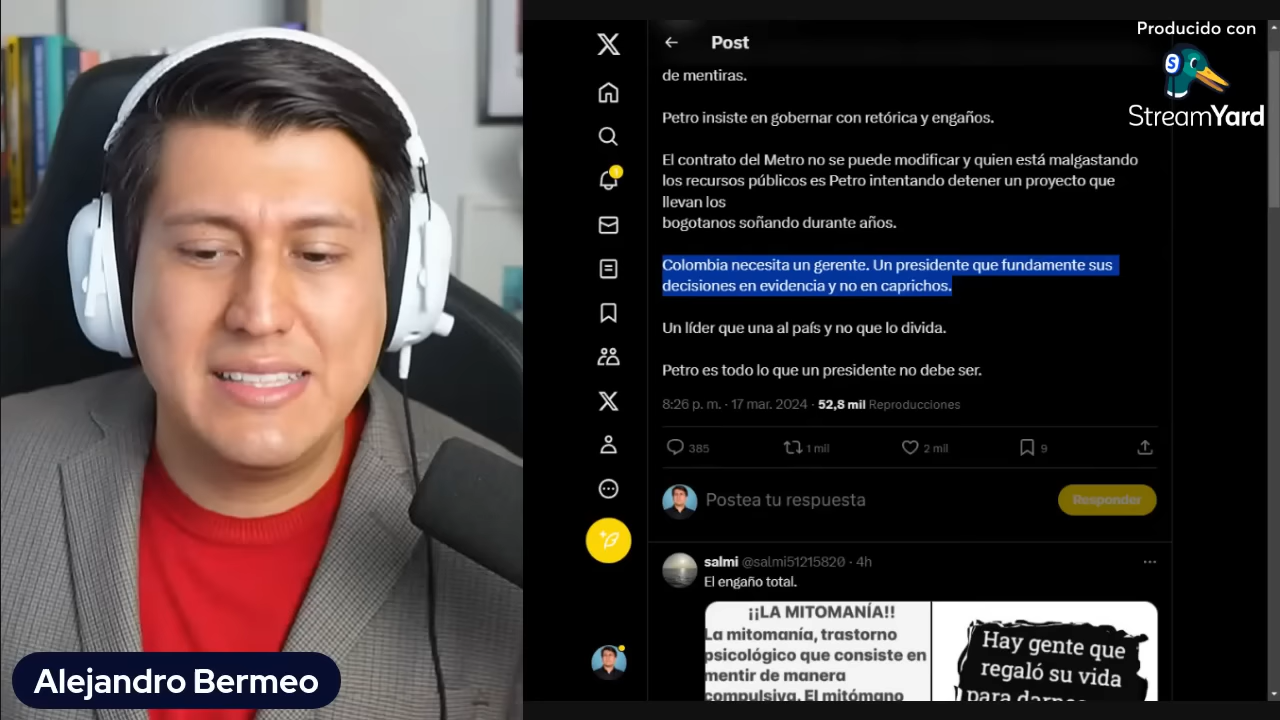 Post
Producido con
StreamYard
de mentiras.
Petro insiste en gobernar con retórica y engaños.
El contrato del Metro no se puede modificar y quien está malgastando
los recursos públicos es Petro intentando detener un proyecto que
llevan los
bogotanos soñando durante años.
Colombia necesita un gerente. Un presidente que fundamente sus
decisiones en evidencia y no en caprichos.
Un líder que una al país y no que lo divida.
Petro es todo lo que un presidente no debe ser.
8:26 p. m. · 17 mar. 2024 · 52,8 mil Reproducciones
385 1 mil 2 mil 9
Postea tu respuesta Responder
salmi @salmi51215820 · 4h
El engaño total.
¡¡LA MITOMANÍA!!
La mitomanía, trastorno
psicológico que consiste en
mentir de manera
compulsiva. El mitómano
Hay gente que
regaló su vida
para
Alejandro Bermeo